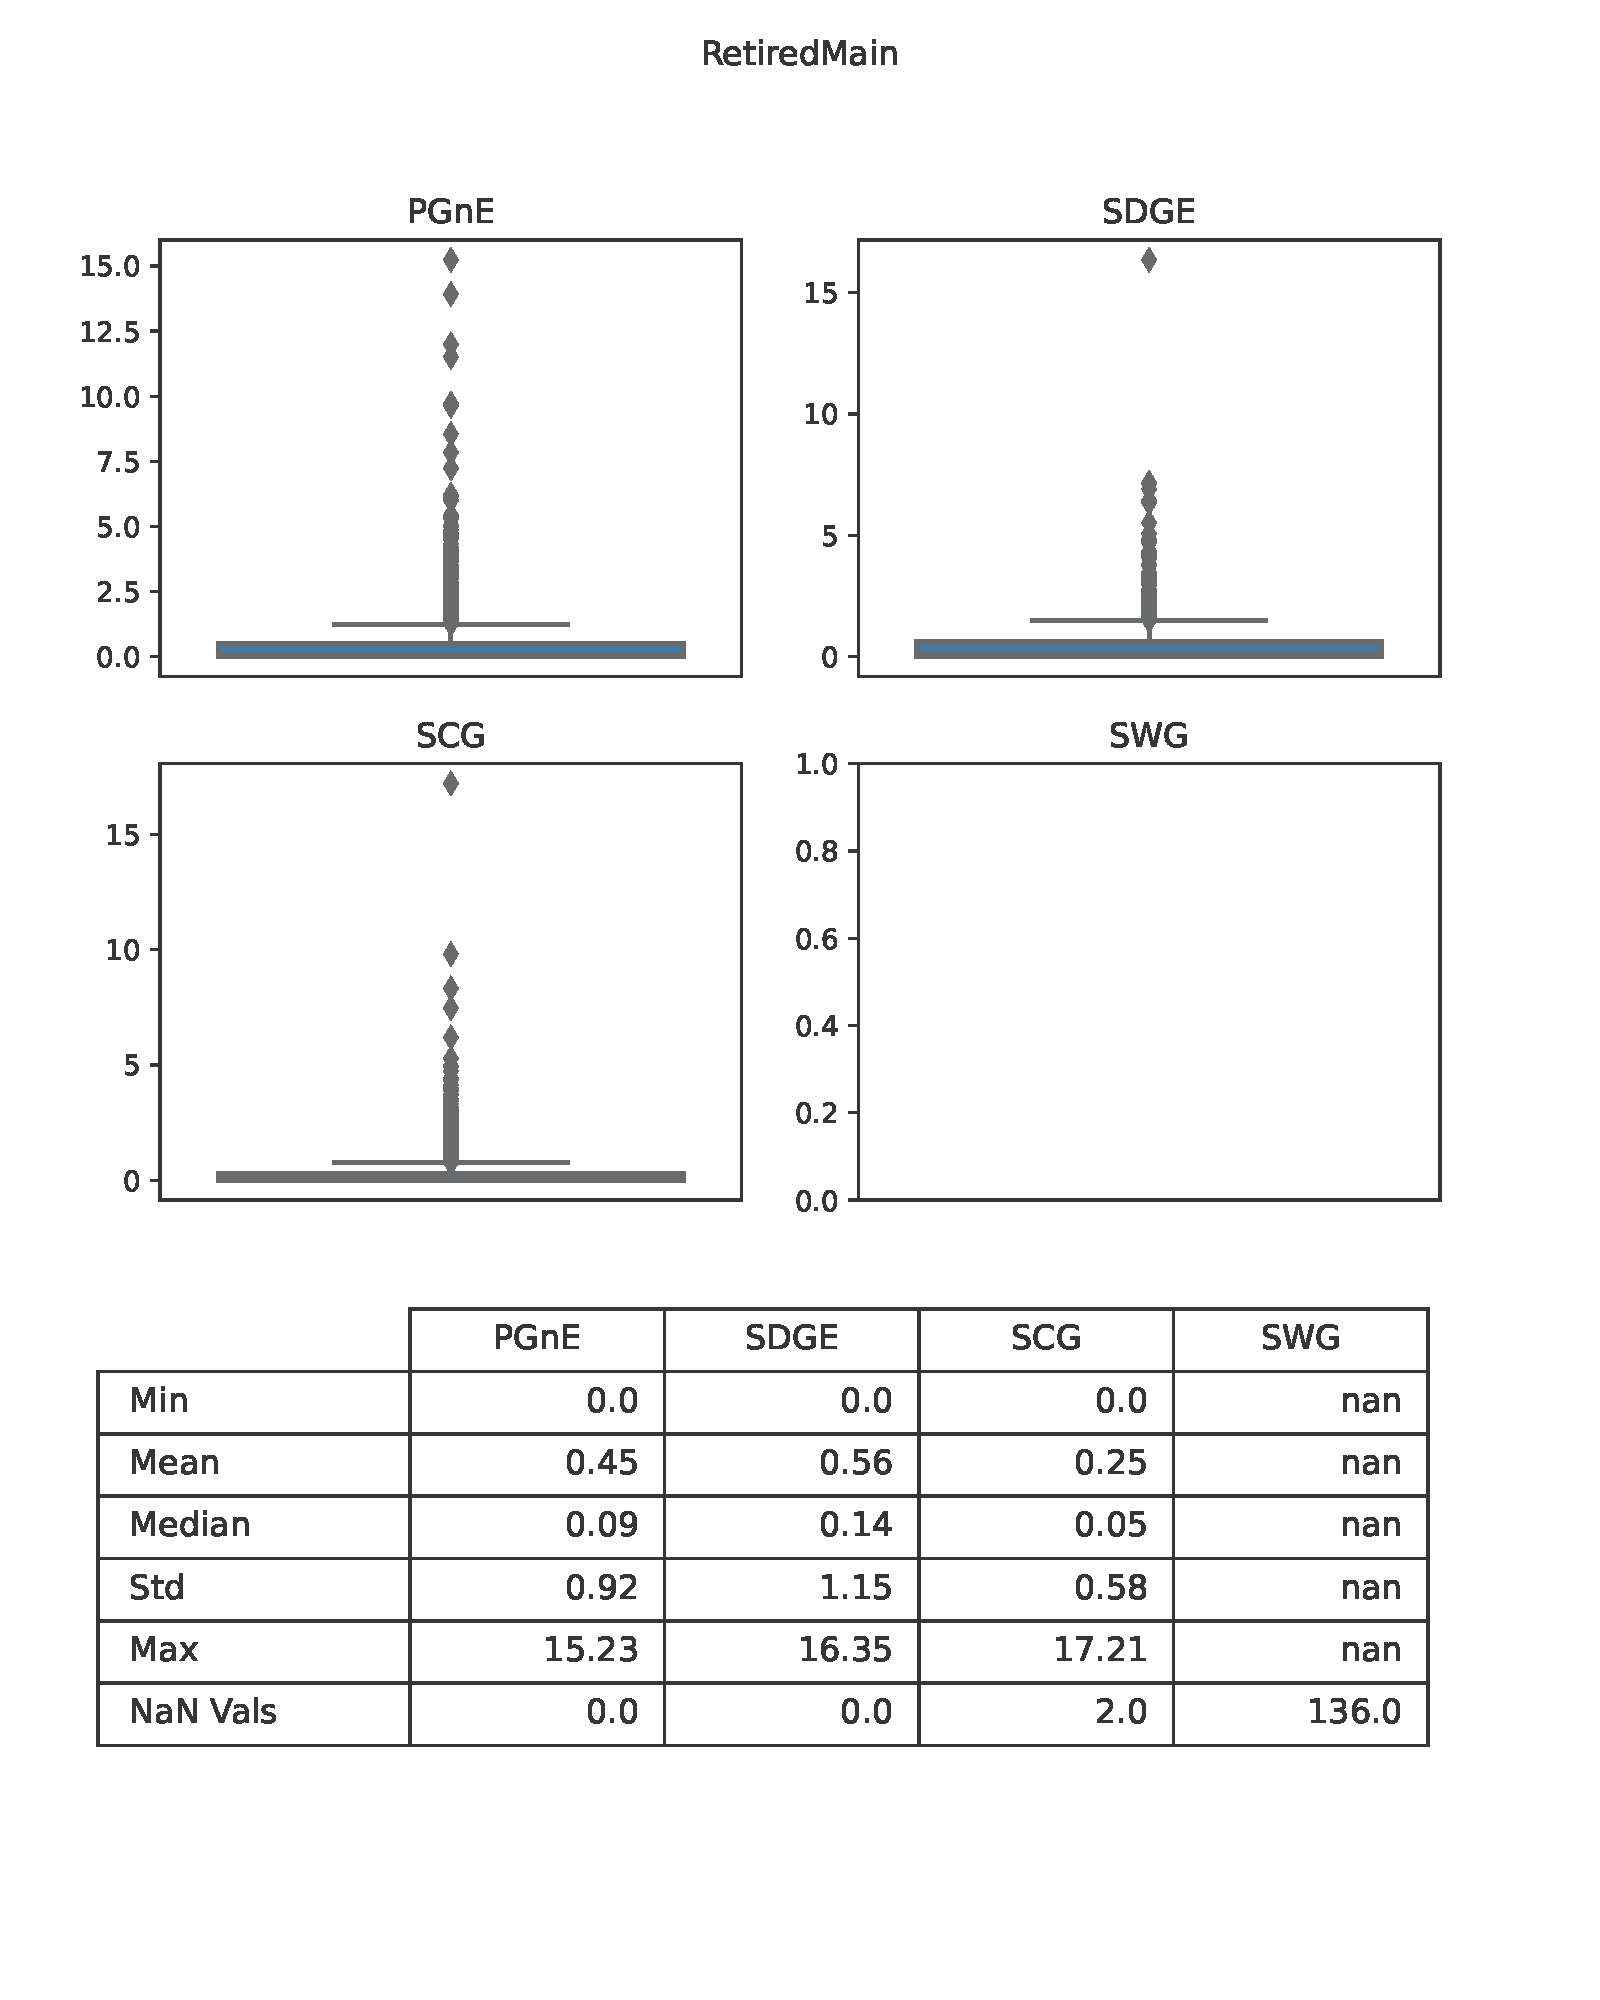 RetiredMain
PGnE
15.0
12.5
10.0
7.5
5.0
2.5
0.0
SDGE
15
10
5
0
SCG
15
10
5
0
SWG
1.0
0.8
0.6
0.4
0.2
0.0
PGnE SDGE SCG SWG
Min 0.0 0.0 0.0 nan
Mean 0.45 0.56 0.25 nan
Median 0.09 0.14 0.05 nan
Std 0.92 1.15 0.58 nan
Max 15.23 16.35 17.21 nan
NaN Vals 0.0 0.0 2.0 136.0